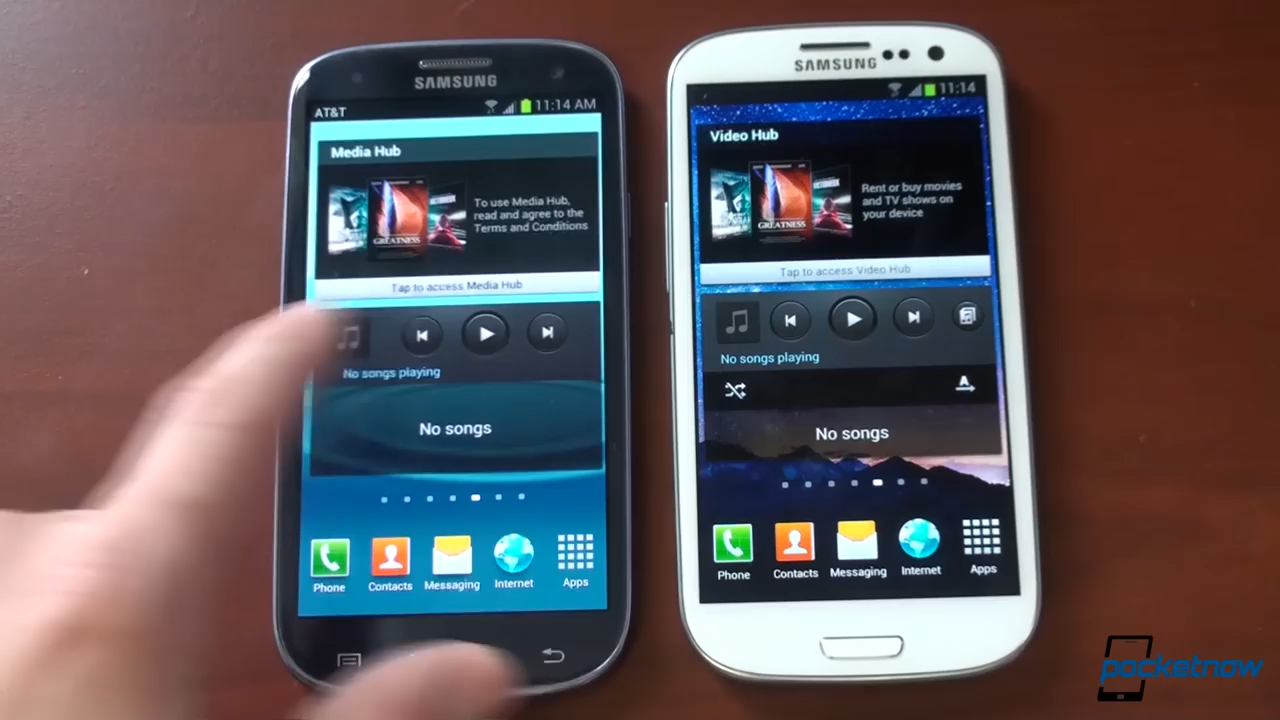 SAMSUNG
AT&T
11:14 AM
Media Hub
GREATNESS
To use Media Hub,
read and agree to the
Terms and Conditions
Tap to access Media Hub
No songs playing
No songs
Phone
Contacts
Messaging
Internet
Apps
SAMSUNG
11:14
Video Hub
GREATNESS
Rent or buy movies
and TV shows on
your device
Tap to access Video Hub
No songs playing
A
No songs
Phone
Contacts
Messaging
Internet
Apps
pocketnow